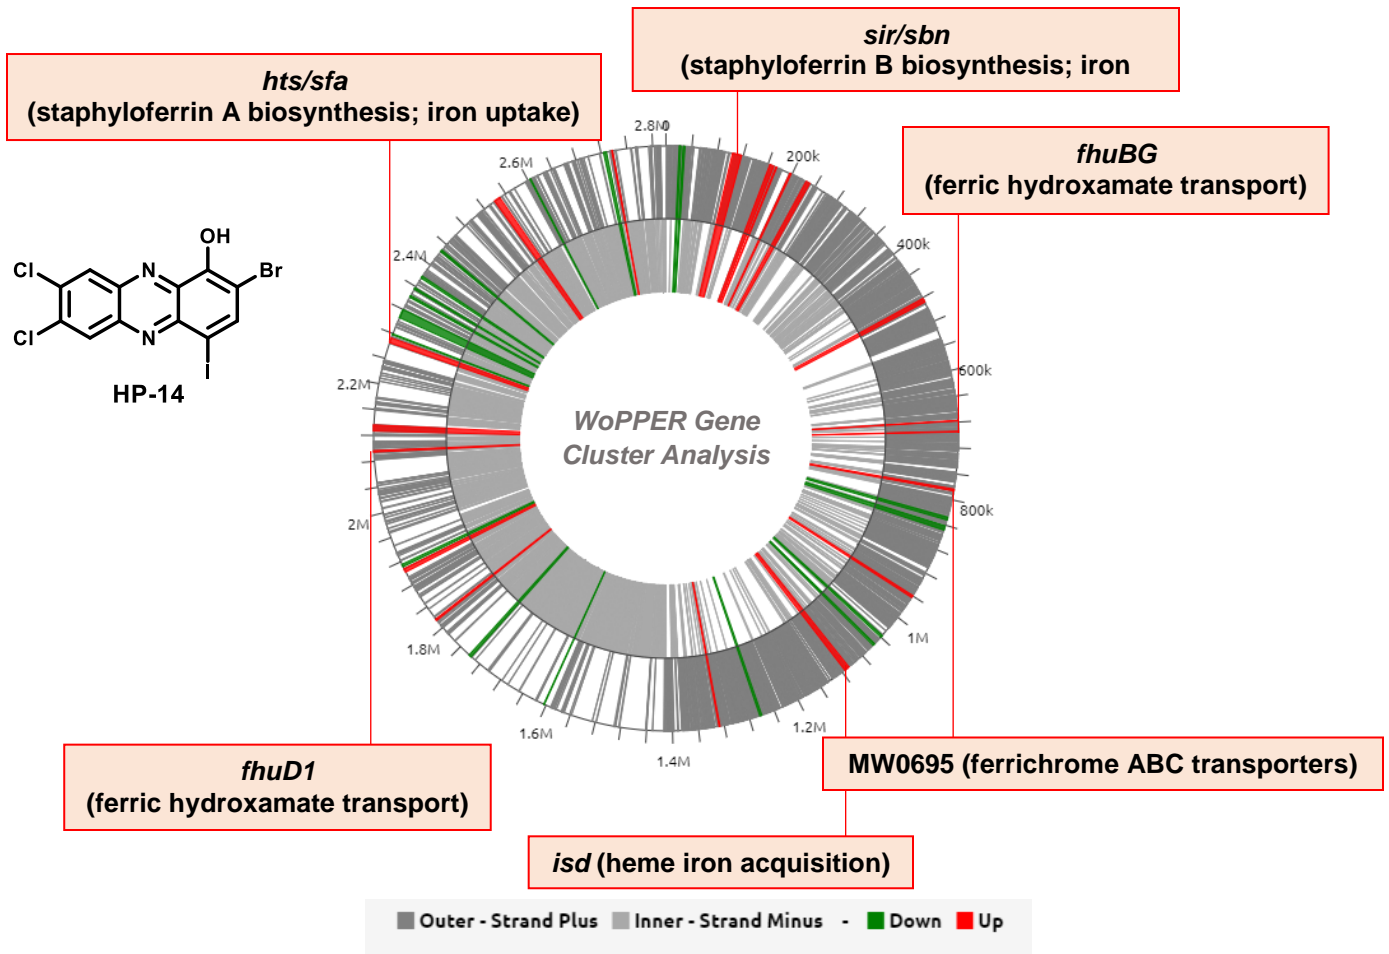 sir/sbn
(staphyloferrin B biosynthesis; iron
hts/sfa
(staphyloferrin A biosynthesis; iron uptake)
fhuBG
(ferric hydroxamate transport)
2.8M
0
200k
400k
600k
800k
1M
1.2M
1.4M
1.6M
1.8M
2M
2.2M
2.4M
2.6M
OH
Cl
N
Br
Cl
N
I
HP-14
WoPPER Gene
Cluster Analysis
fhuD1
(ferric hydroxamate transport)
MW0695 (ferrichrome ABC transporters)
isd (heme iron acquisition)
Outer - Strand Plus Inner - Strand Minus - Down Up